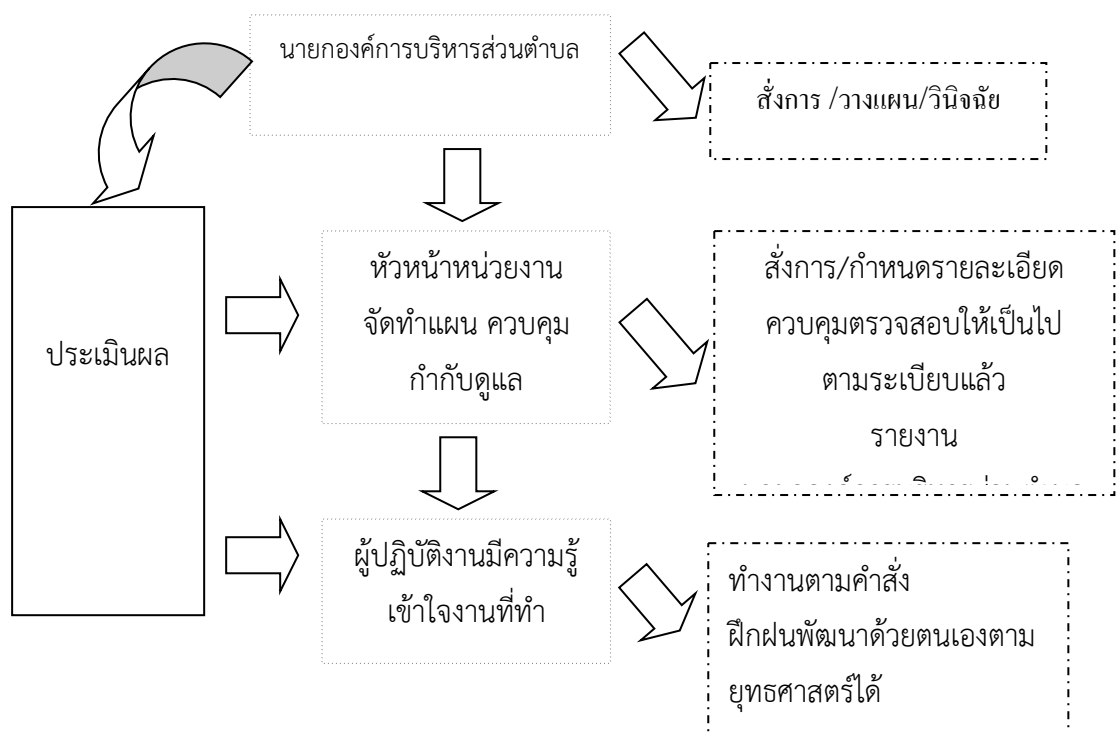 นายกองค์การบริหารส่วนตำบล
สั่งการ /วางแผน/วินิจฉัย
ประเมินผล
หัวหน้าหน่วยงาน
จัดทำแผน ควบคุม
กำกับดูแล
สั่งการ/กำหนดรายละเอียด
ควบคุมตรวจสอบให้เป็นไป
ตามระเบียบแล้ว
รายงาน
ผู้ปฏิบัติงานมีความรู้
เข้าใจงานที่ทำ
ทำงานตามคำสั่ง
ฝึกฝนพัฒนาด้วยตนเองตาม
ยุทธศาสตร์ได้